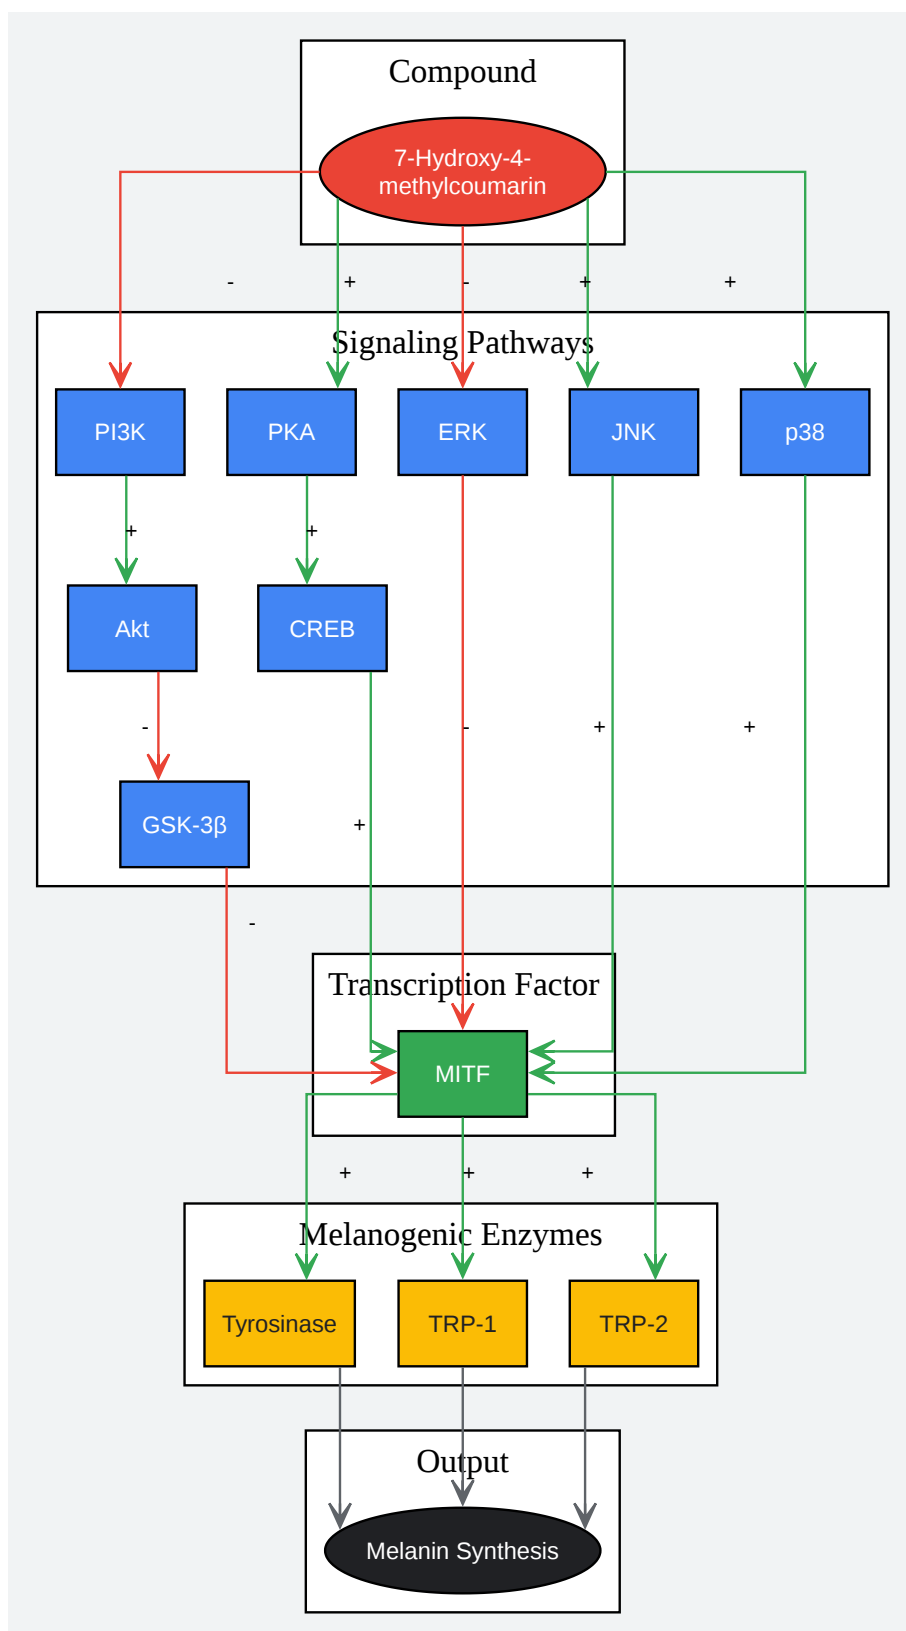 Compound
7-Hydroxy-4-
methylcoumarin
- + - + +
Signaling Pathways
PI3K PKA ERK JNK p38
+ +
Akt CREB
- - + +
GSK-3β +
-
Transcription Factor
MITF
+ + +
Melanogenic Enzymes
Tyrosinase TRP-1 TRP-2
Output
Melanin Synthesis